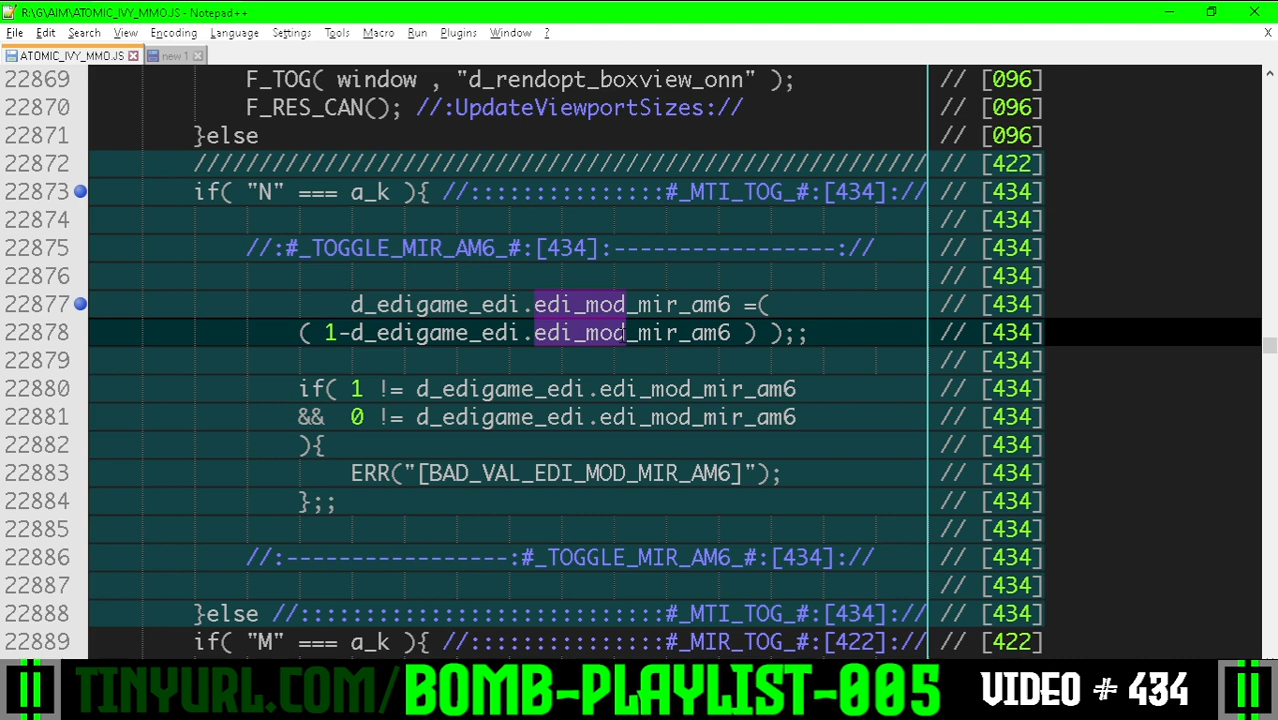 R:\G\AIM\ATOMIC_IVY_MMO.JS - Notepad++
File Edit Search View Encoding Language Settings Tools Macro Run Plugins Window ? X
ATOMIC_IVY_MMO.JS new 1
22869 F_TOG( window , "d_rendopt_boxview_onn" ); // [096]
22870 F_RES_CAN(); //:UpdateViewportSizes:// // [096]
22871 }else // [096]
22872 //////////////////////////////////////////////////////// // [422]
22873 if( "N" === a_k ){ //:::::::::::::::#_MTI_TOG_#:[434]:// // [434]
22874 // [434]
22875 //:#_TOGGLE_MIR_AM6_#:[434]:-----------------:// // [434]
22876 // [434]
22877 d_edigame_edi.edi_mod_mir_am6 =( // [434]
22878 ( 1-d_edigame_edi.edi_mod_mir_am6 ) );; // [434]
22879 // [434]
22880 if( 1 != d_edigame_edi.edi_mod_mir_am6 // [434]
22881 && 0 != d_edigame_edi.edi_mod_mir_am6 // [434]
22882 ){ // [434]
22883 ERR("[BAD_VAL_EDI_MOD_MIR_AM6]"); // [434]
22884 };; // [434]
22885 // [434]
22886 //:-----------------:#_TOGGLE_MIR_AM6_#:[434]:// // [434]
22887 // [434]
22888 }else //::::::::::::::::::::::::::::#_MTI_TOG_#:[434]:// // [434]
22889 if( "M" === a_k ){ //:::::::::::::::#_MIR_TOG_#:[422]:// // [422]
TINYURL.COM/BOMB-PLAYLIST-005 VIDEO # 434